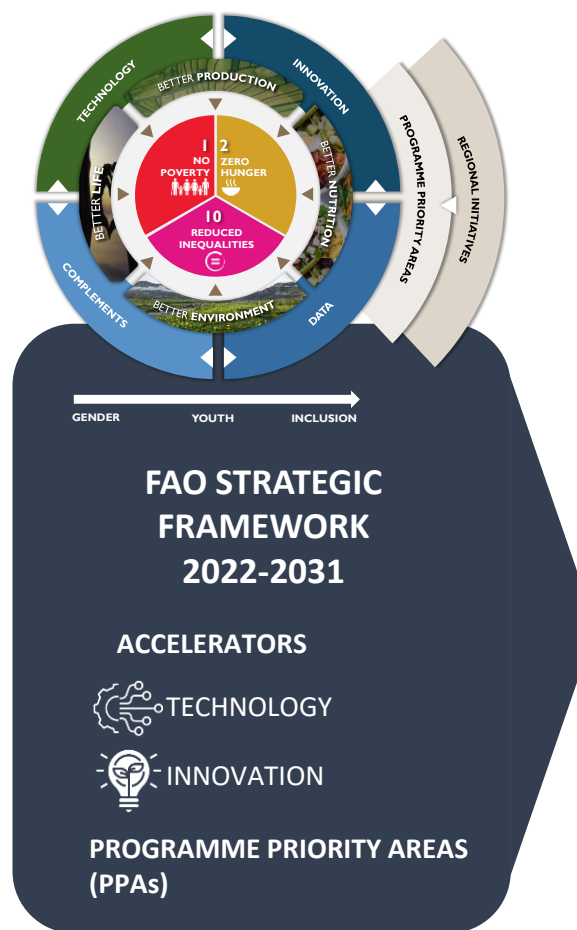 TECHNOLOGY
INNOVATION
BETTER PRODUCTION
BETTER LIFE
BETTER NUTRITION
1
NO
POVERTY
2
ZERO
HUNGER
10
REDUCED
INEQUALITIES
BETTER ENVIRONMENT
COMPLEMENTS
DATA
PROGRAMME PRIORITY AREAS
REGIONAL INITIATIVES
GENDER YOUTH INCLUSION
FAO STRATEGIC
FRAMEWORK
2022-2031
ACCELERATORS
TECHNOLOGY
INNOVATION
PROGRAMME PRIORITY AREAS
(PPAs)